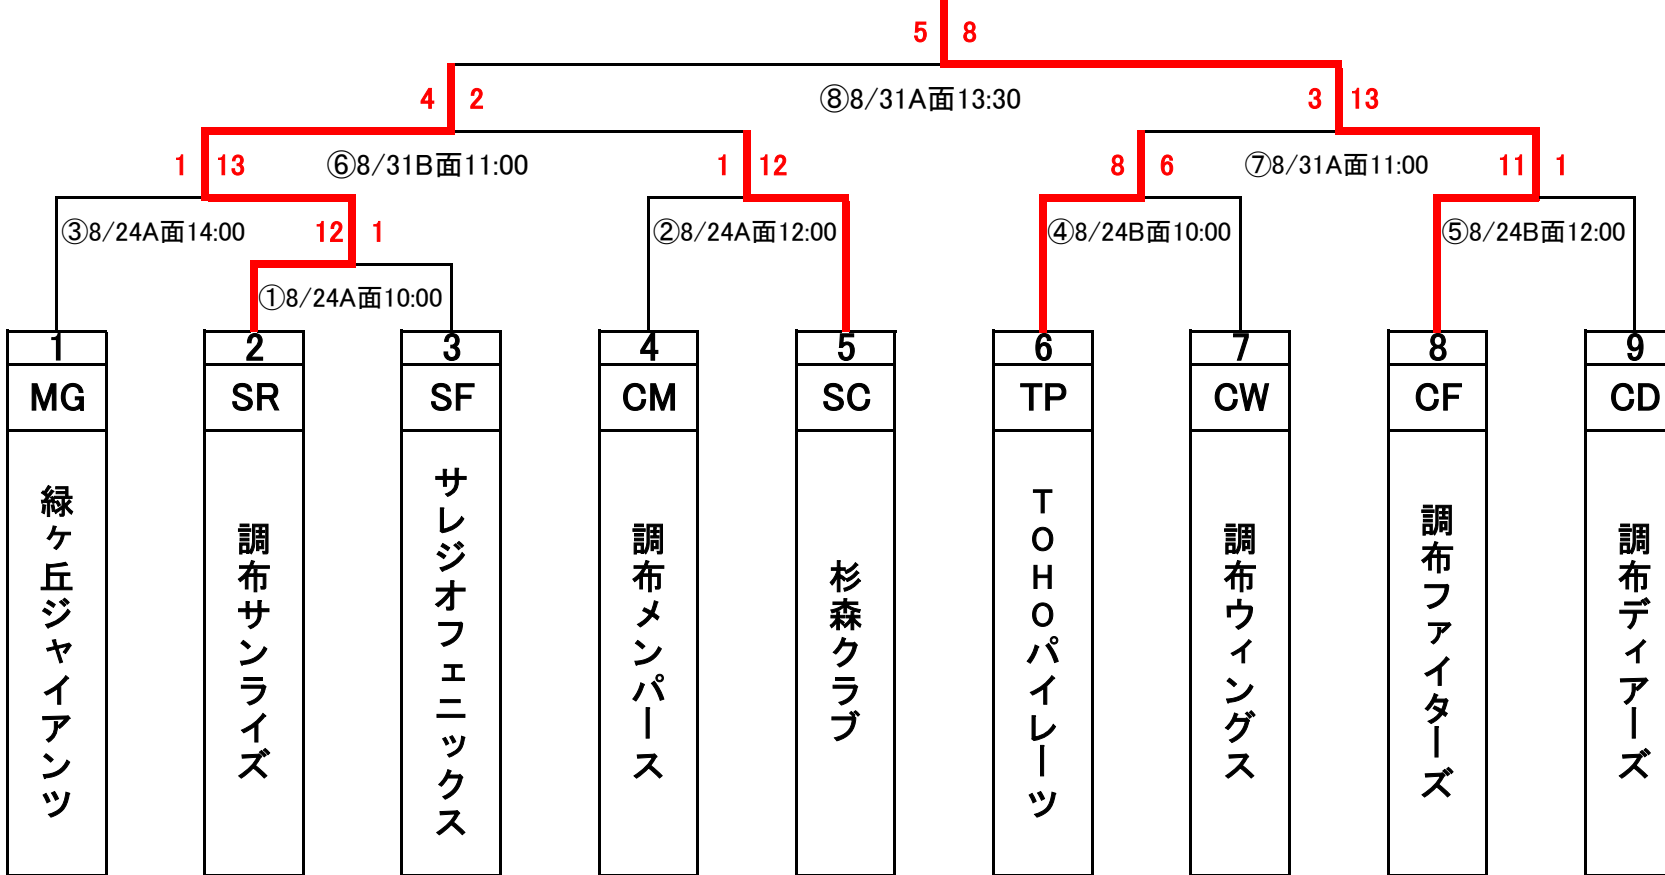 5 8
4 2 ⑧8/31A面13:30 3 13
1 13 ⑥8/31B面11:00 1 12 8 6 ⑦8/31A面11:00 11 1
③8/24A面14:00 12 1 ②8/24A面12:00 ④8/24B面10:00 ⑤8/24B面12:00
①8/24A面10:00
1 2 3 4 5 6 7 8 9
MG SR SF CM SC TP CW CF CD
緑ヶ丘ジャイアンツ
調布サンライズ
サレジオフェニックス
調布メンパース
杉森クラブ
TOHOパイレーツ
調布ウィングス
調布ファイターズ
調布ディアーズ